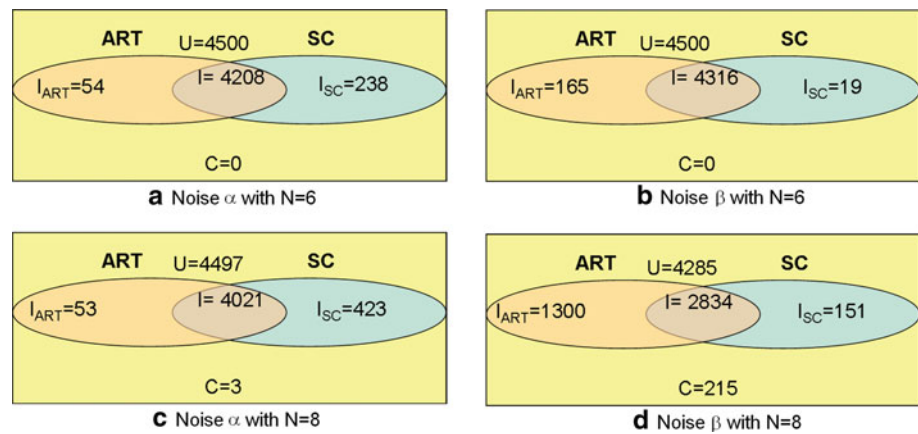 ART U=4500 SC
I_ART=54 I= 4208 I_SC=238
C=0
a Noise α with N=6
ART U=4500 SC
I_ART=165 I= 4316 I_SC=19
C=0
b Noise β with N=6
ART U=4497 SC
I_ART=53 I= 4021 I_SC=423
C=3
c Noise α with N=8
ART U=4285 SC
I_ART=1300 I= 2834 I_SC=151
C=215
d Noise β with N=8